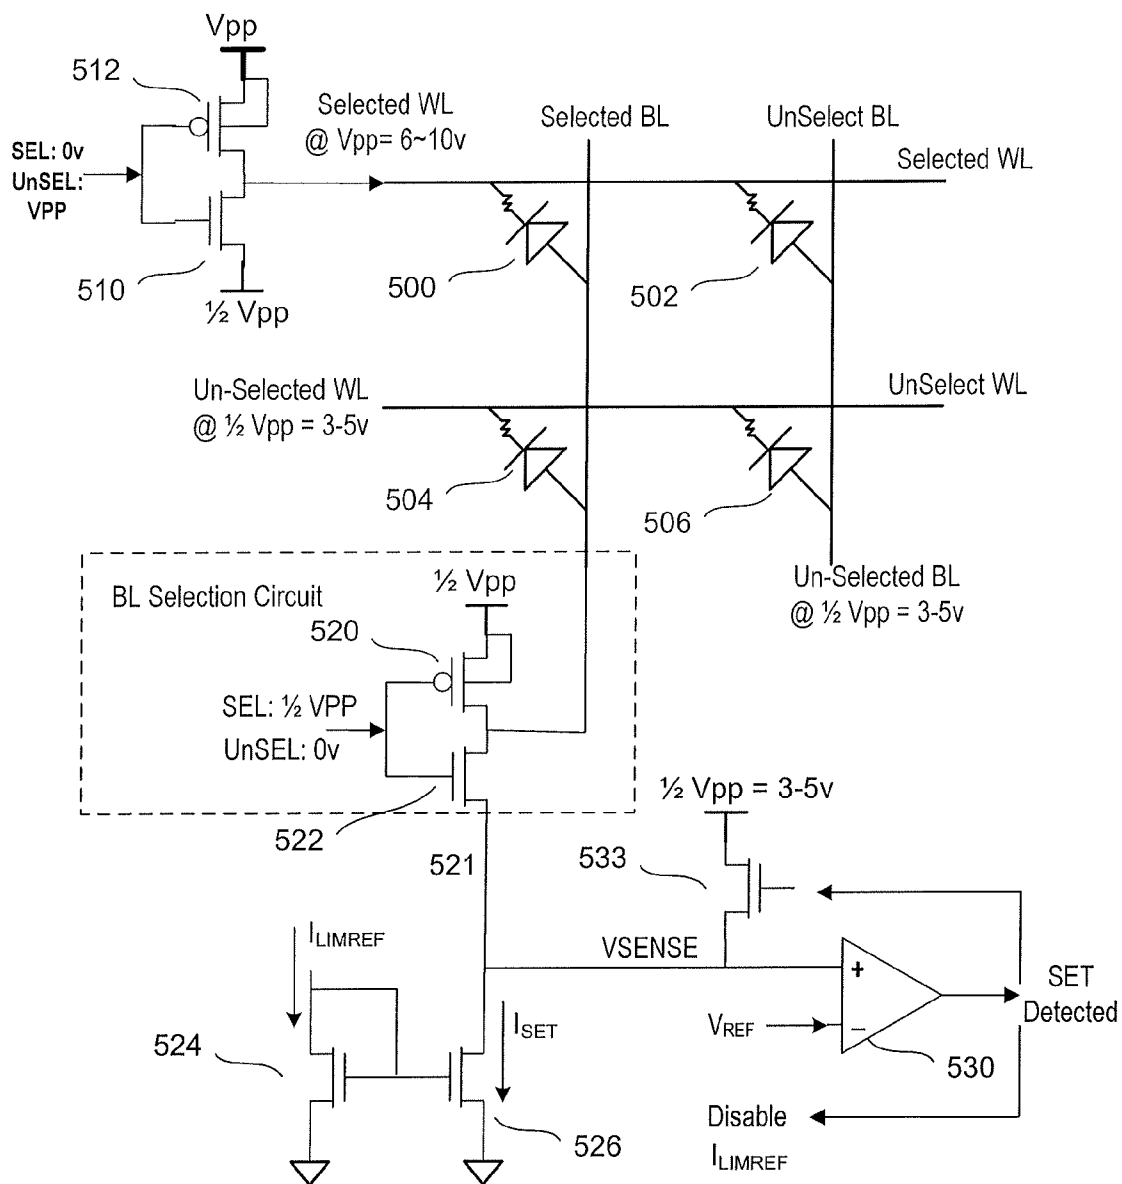 Vpp
512
SEL: 0v
UnSEL:
VPP
510
½ Vpp
Selected WL
@ Vpp= 6~10v
Selected BL
UnSelect BL
Selected WL
500
502
Un-Selected WL
@ ½ Vpp = 3-5v
UnSelect WL
504
506
Un-Selected BL
@ ½ Vpp = 3-5v
BL Selection Circuit
½ Vpp
520
SEL: ½ VPP
UnSEL: 0v
522
521
½ Vpp = 3-5v
533
ILIMREF
VSENSE
+
SET
Detected
VREF
–
530
ISET
524
526
Disable
ILIMREF